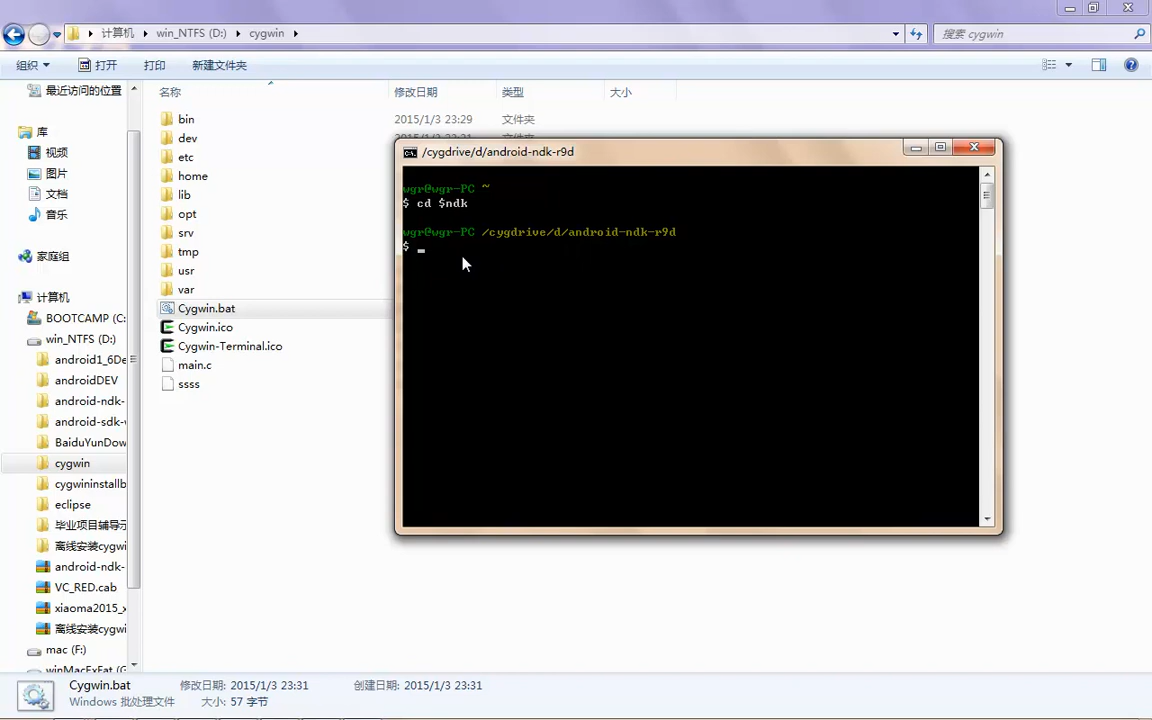 计算机 win_NTFS (D:) cygwin
搜索 cygwin
组织 打开 打印 新建文件夹
名称 修改日期 类型 大小
最近访问的位置
库
视频
图片
文档
音乐
家庭组
计算机
BOOTCAMP (C:
win_NTFS (D:)
android1_6De
androidDEV
android-ndk-
android-sdk-
BaiduYunDow
cygwin
cygwininstallb
eclipse
毕业项目辅导示
离线安装cygwi
android-ndk-
VC_RED.cab
xiaoma2015_x
离线安装cygwi
mac (F:)
winMacExFat (G
bin 2015/1/3 23:29 文件夹
dev
etc
home
lib
opt
srv
tmp
usr
var
Cygwin.bat
Cygwin.ico
Cygwin-Terminal.ico
main.c
ssss
/cygdrive/d/android-ndk-r9d
wgr@wgr-PC ~
$ cd $ndk
wgr@wgr-PC /cygdrive/d/android-ndk-r9d
$
Cygwin.bat 修改日期: 2015/1/3 23:31 创建日期: 2015/1/3 23:31
Windows 批处理文件 大小: 57 字节